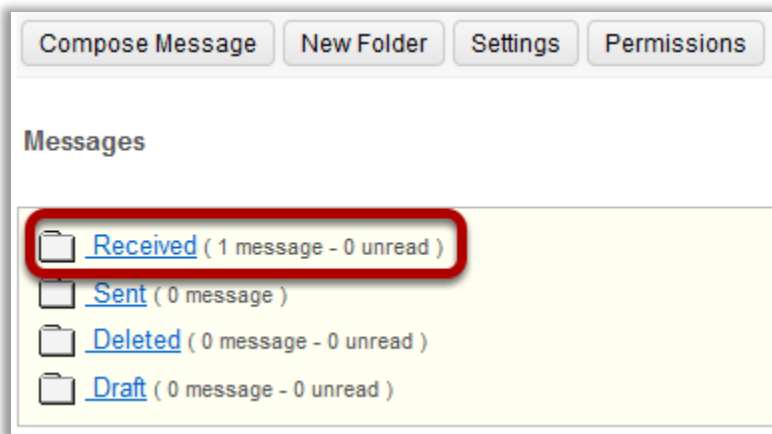 Compose Message New Folder Settings Permissions
Messages
Received ( 1 message - 0 unread )
Sent ( 0 message )
Deleted ( 0 message - 0 unread )
Draft ( 0 message - 0 unread )